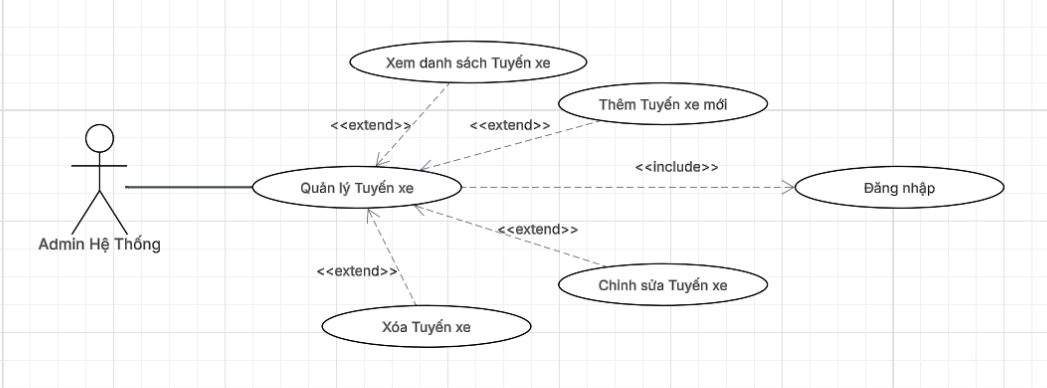 Xem danh sách Tuyến xe
Thêm Tuyến xe mới
<<extend>>
<<extend>>
<<include>>
Quản lý Tuyến xe
Đăng nhập
Admin Hệ Thống
<<extend>>
<<extend>>
Chỉnh sửa Tuyến xe
Xóa Tuyến xe